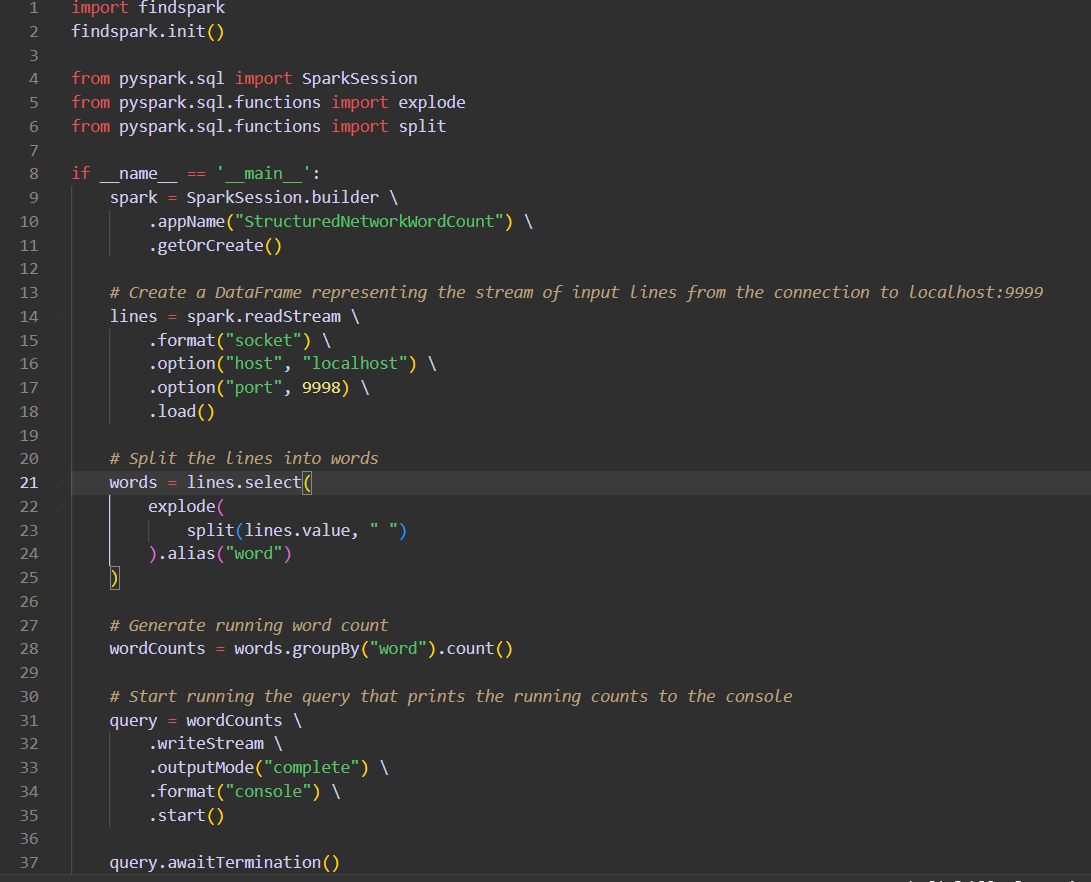 1 import findspark
2 findspark.init()
3
4 from pyspark.sql import SparkSession
5 from pyspark.sql.functions import explode
6 from pyspark.sql.functions import split
7
8 if __name__ == '__main__':
9     spark = SparkSession.builder \
10         .appName("StructuredNetworkWordCount") \
11         .getOrCreate()
12
13     # Create a DataFrame representing the stream of input lines from the connection to localhost:9999
14     lines = spark.readStream \
15         .format("socket") \
16         .option("host", "localhost") \
17         .option("port", 9998) \
18         .load()
19
20     # Split the lines into words
21     words = lines.select(
22         explode(
23             split(lines.value, " ")
24         ).alias("word")
25     )
26
27     # Generate running word count
28     wordCounts = words.groupBy("word").count()
29
30     # Start running the query that prints the running counts to the console
31     query = wordCounts \
32         .writeStream \
33         .outputMode("complete") \
34         .format("console") \
35         .start()
36
37     query.awaitTermination()